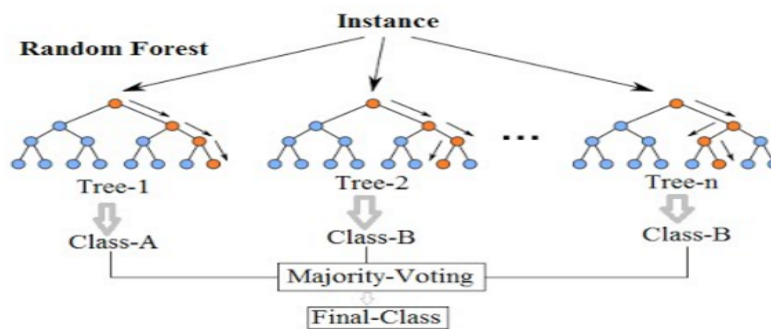 Instance
Random Forest
...
Tree-1 Tree-2 Tree-n
Class-A Class-B Class-B
Majority-Voting
Final-Class